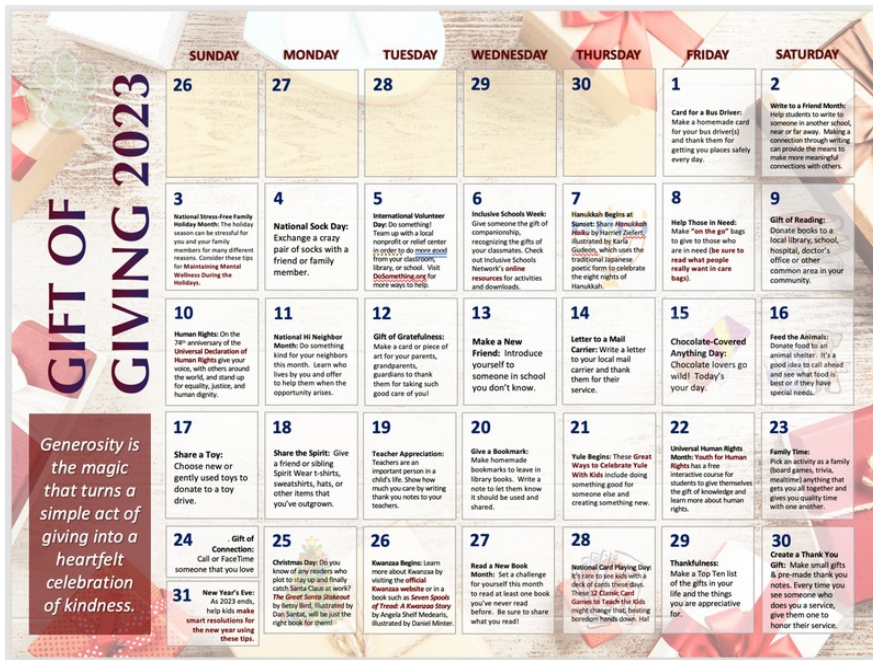 GIFT OF
GIVING 2023
Generosity is
the magic
that turns a
simple act of
giving into a
heartfelt
celebration
of kindness.
SUNDAY
MONDAY
TUESDAY
WEDNESDAY
THURSDAY
FRIDAY
SATURDAY
26
27
28
29
30
1
Card for a Bus Driver:
Make a homemade card
for your bus driver(s)
and thank them for
getting you places safely
every day.
2
Write to a Friend Month:
Help students to write to
someone in another school,
near or far away. Making a
connection through writing
can provide the means to
make more meaningful
connections with others.
3
National Stress-Free Family
Holiday Month: The holiday
season can be stressful for
you and your family
members for many different
reasons. Consider these tips
for Maintaining Mental
Wellness During the
Holidays.
4
National Sock Day:
Exchange a crazy
pair of socks with a
friend or family
member.
5
International Volunteer
Day: Do something!
Team up with a local
nonprofit or relief center
in order to do more good
from your classroom,
library, or school. Visit
DoSomething.org for
more ways to help.
6
Inclusive Schools Week:
Give someone the gift of
companionship,
recognizing the gifts of
your classmates. Check
out Inclusive Schools
Network's online
resources for activities
and downloads.
7
Hanukkah Begins at
Sunset: Share Hanukkah
Haiku by Harriet Ziefert,
illustrated by Karla
Gudeon, which uses the
traditional Japanese
poetic form to celebrate
the eight nights of
Hanukkah.
8
Help Those in Need:
Make "on the go" bags
to give to those who
are in need (be sure to
read what people
really want in care
bags).
9
Gift of Reading:
Donate books to a
local library, school,
hospital, doctor's
office or other
common area in your
community.
10
Human Rights: On the
74th anniversary of the
Universal Declaration of
Human Rights give your
voice, with others around
the world, and stand up
for equality, justice, and
human dignity.
11
National Hi Neighbor
Month: Do something
kind for your neighbors
this month. Learn who
lives by you and offer
to help them when the
opportunity arises.
12
Gift of Gratefulness:
Make a card or piece of
art for your parents,
grandparents,
guardians to thank
them for taking such
good care of you!
13
Make a New
Friend: Introduce
yourself to
someone in school
you don't know.
14
Letter to a Mail
Carrier: Write a letter
to your local mail
carrier and thank
them for their
service.
15
Chocolate-Covered
Anything Day:
Chocolate lovers go
wild! Today's
your day.
16
Feed the Animals:
Donate food to an
animal shelter. It's a
good idea to call ahead
and see what food is
best or if they have
special needs.
17
Share a Toy:
Choose new or
gently used toys to
donate to a toy
drive.
18
Share the Spirit: Give
a friend or sibling
Spirit Wear t-shirts,
sweatshirts, hats, or
other items that
you've outgrown.
19
Teacher Appreciation:
Teachers are an
important person in a
child's life. Show how
much you care by writing
thank you notes to your
teachers.
20
Give a Bookmark:
Make homemade
bookmarks to leave in
library books. Write a
note to let them know
it should be used and
shared.
21
Yule Begins: These Great
Ways to Celebrate Yule
With Kids include doing
something good for
someone else and
creating something new.
22
Universal Human Rights
Month: Youth for Human
Rights has a free
interactive course for
students to give themselves
the gift of knowledge and
learn more about human
rights.
23
Family Time:
Pick an activity as a family
(board games, trivia,
mealtime) anything that
gets you all together and
gives you quality time
with one another.
24
. Gift of
Connection:
Call or FaceTime
someone that you love
25
Christmas Day: Do you
know of any readers who
plot to stay up and finally
catch Santa Claus at work?
The Great Santa Stakeout
by Betsy Bird, illustrated by
Dan Santat, will be just the
right book for them!
26
Kwanzaa Begins: Learn
more about Kwanzaa by
visiting the official
Kwanzaa website or in a
book such as Seven Spools
of Thread: A Kwanzaa Story
by Angela Shelf Medearis,
illustrated by Daniel Minter.
27
Read a New Book
Month: Set a challenge
for yourself this month
to read at least one book
you've never read
before. Be sure to share
what you read!
28
National Card Playing Day:
It's rare to see kids with a
deck of cards these days.
These 12 Classic Card
Games to Teach the Kids
might change that, beating
boredom hands down. Ha!
29
Thankfulness:
Make a Top Ten list
of the gifts in your
life and the things
you are appreciative
for.
30
Create a Thank You
Gift: Make small gifts
& pre-made thank you
notes. Every time you
see someone who
does you a service,
give them one to
honor their service.
31
New Year's Eve:
As 2023 ends,
help kids make
smart resolutions for
the new year using
these tips.